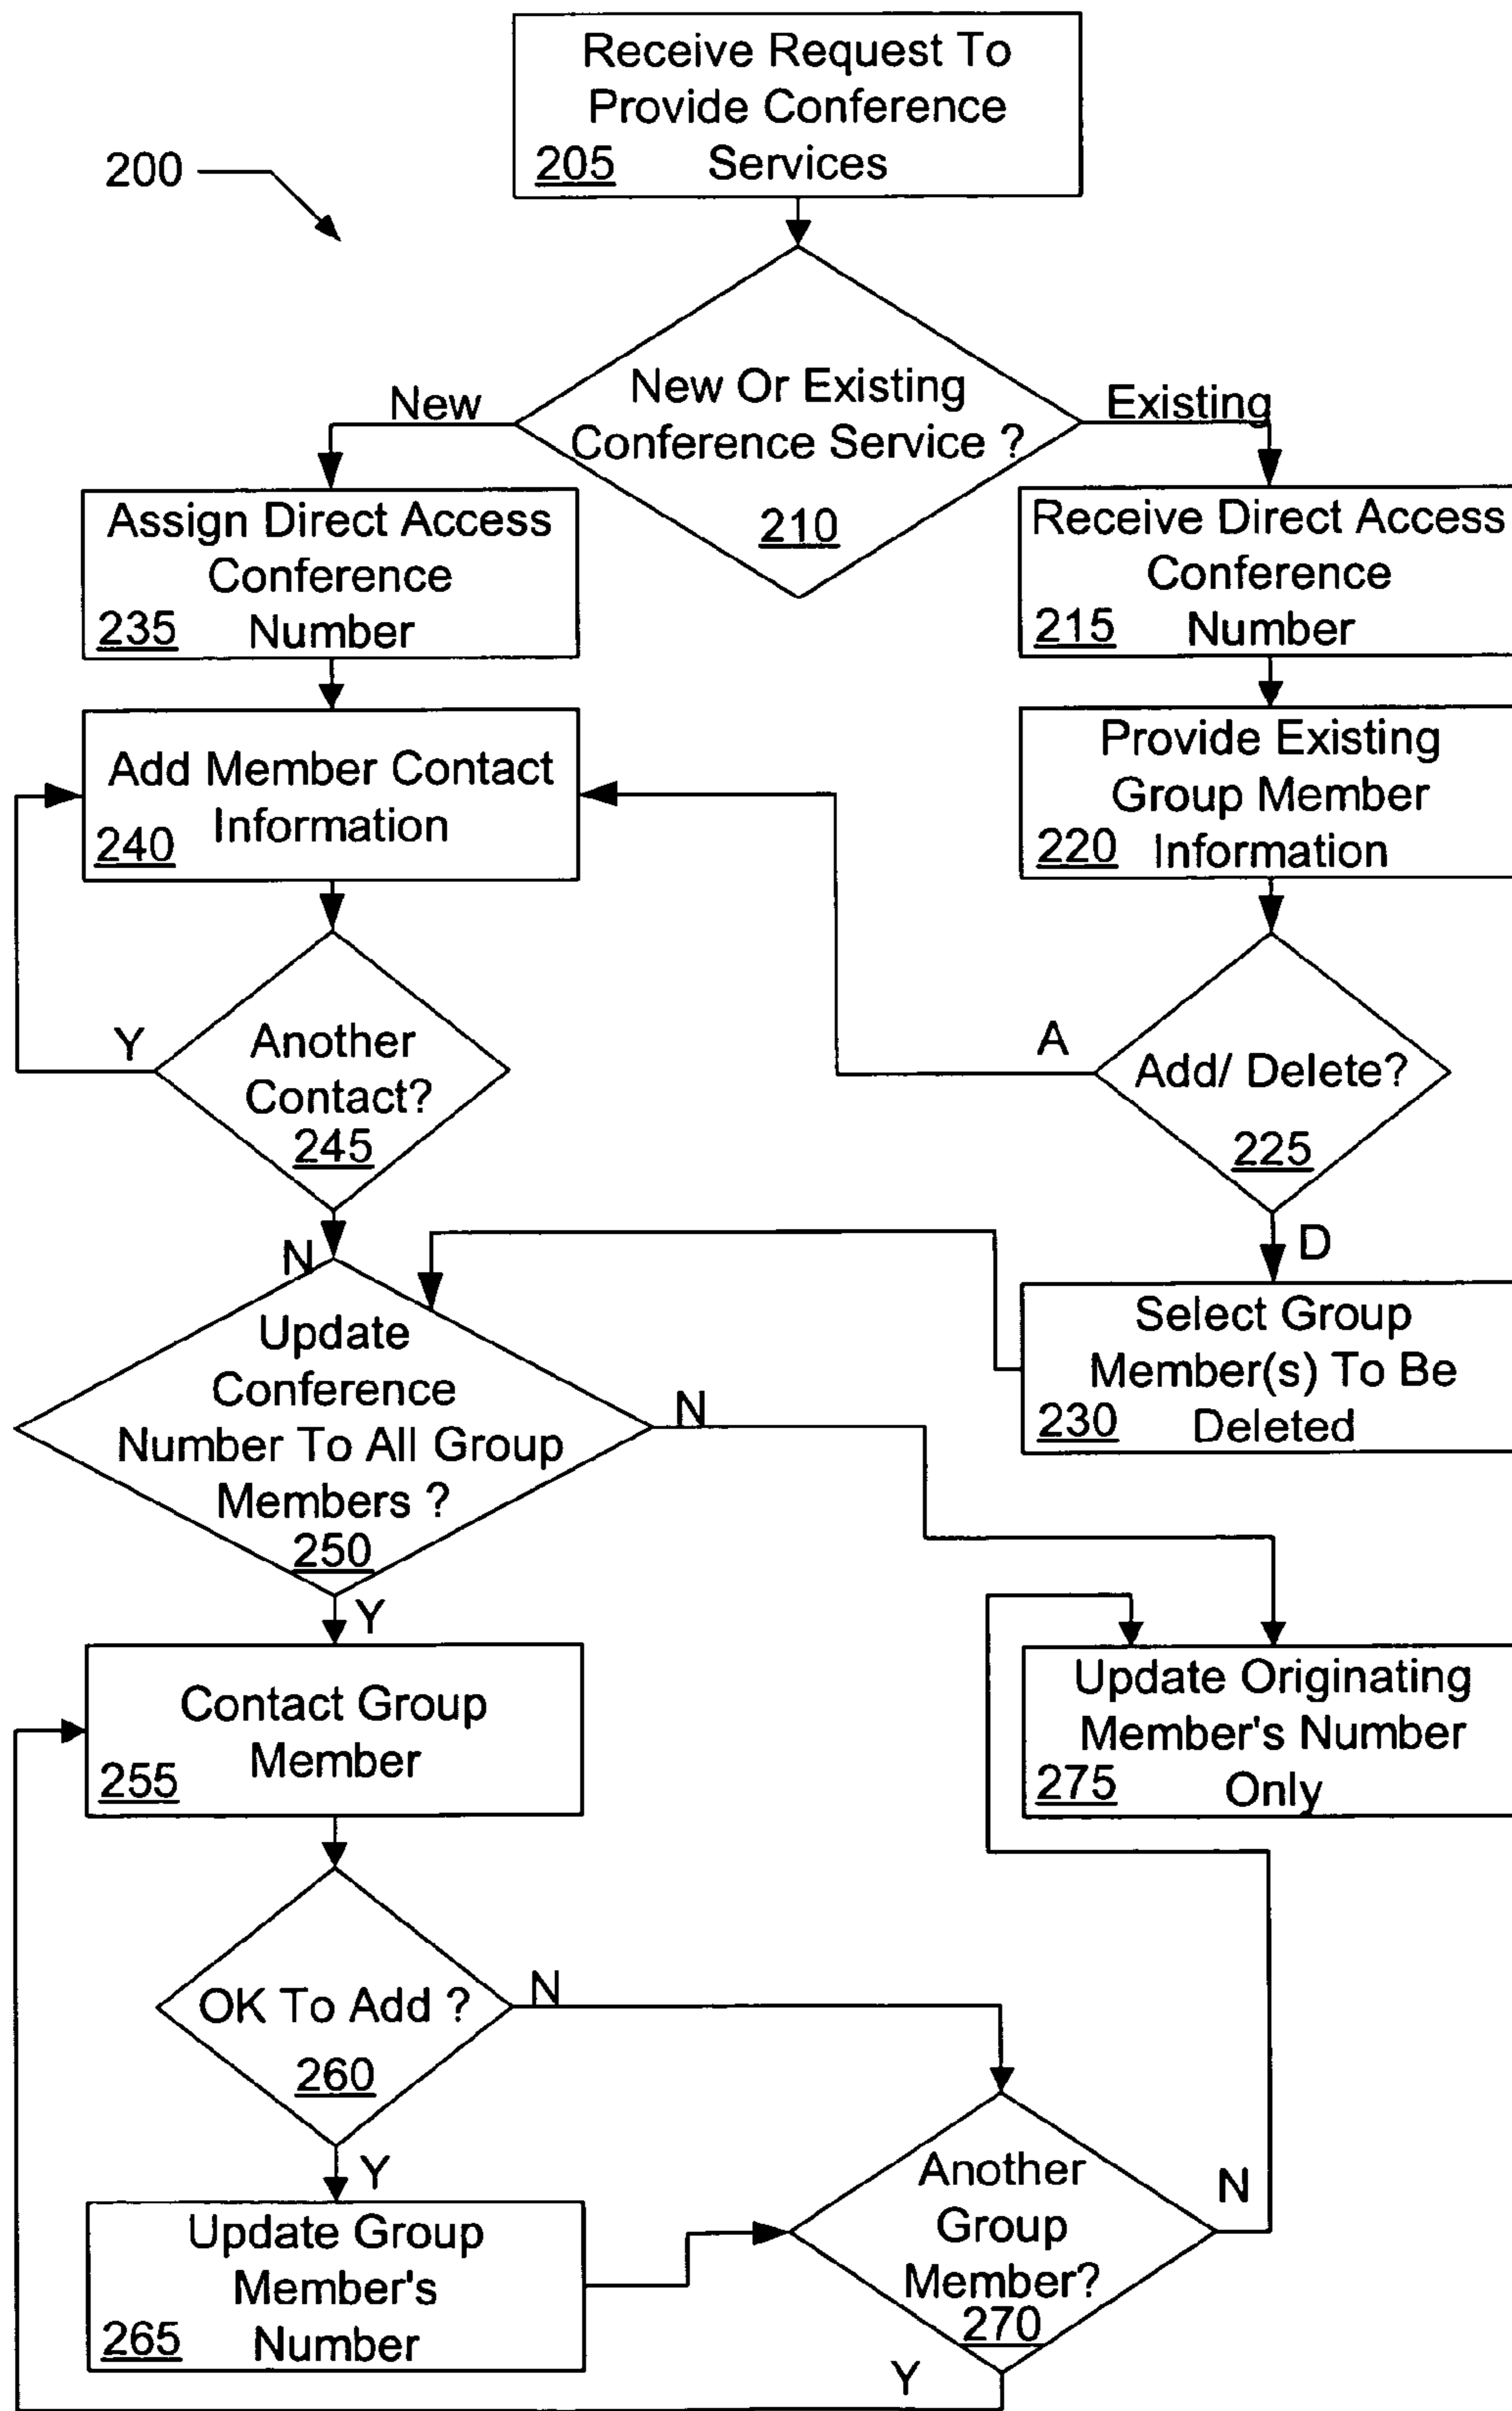 Receive Request To
Provide Conference
205 Services
200
New Or Existing
Conference Service ?
210
New
Existing
Assign Direct Access
Conference
235 Number
Receive Direct Access
Conference
215 Number
Add Member Contact
Information
240
Provide Existing
Group Member
220 Information
Another
Contact?
245
Y
N
Add/ Delete?
225
A
D
Select Group
Member(s) To Be
230 Deleted
Update
Conference
Number To All Group
Members ?
250
N
Y
Contact Group
Member
255
Update Originating
Member's Number
275 Only
OK To Add ?
260
N
Y
Update Group
Member's
265 Number
Another
Group
Member?
270
N
Y